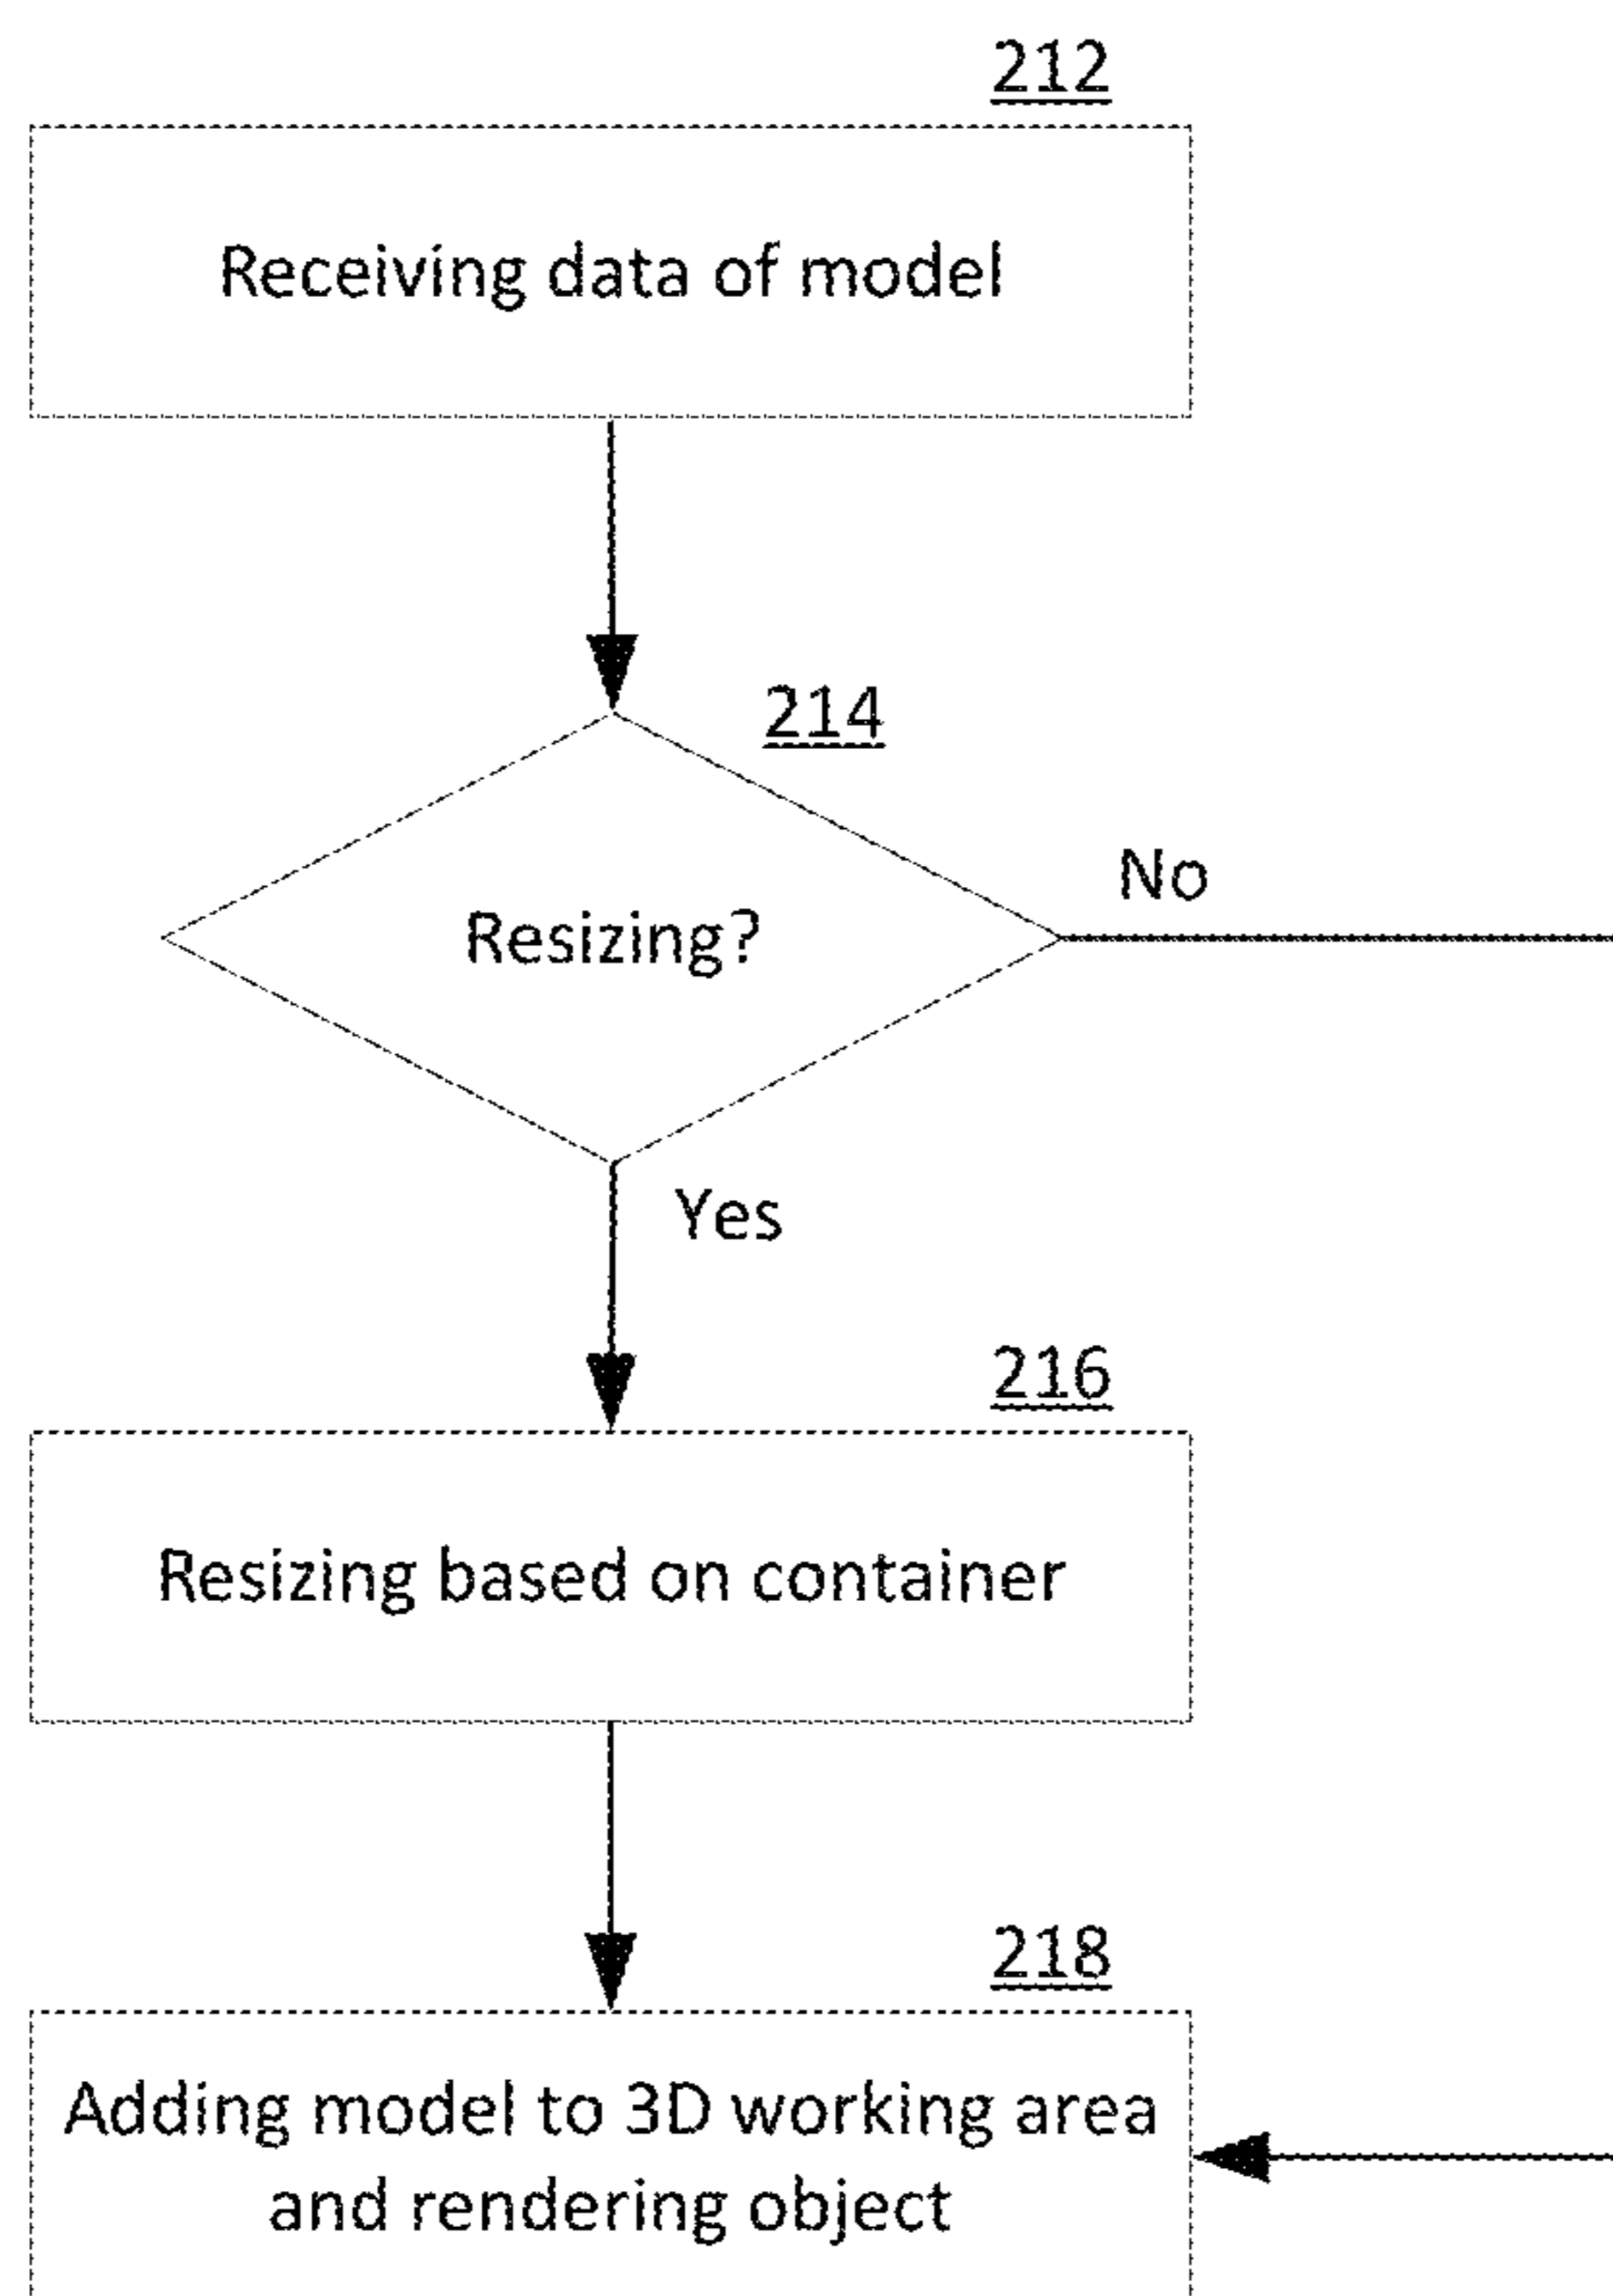 212
Receiving data of model
214
No
Resizing?
Yes
216
Resizing based on container
218
Adding model to 3D working area
and rendering object